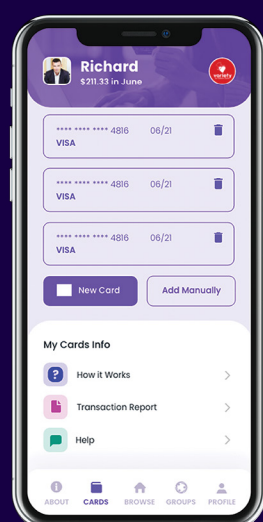 Richard
$211.33 in June
variety
**** **** **** 4816 06/21
VISA
**** **** **** 4816 06/21
VISA
**** **** **** 4816 06/21
VISA
New Card
Add Manually
My Cards Info
How it Works
Transaction Report
Help
ABOUT CARDS BROWSE GROUPS PROFILE